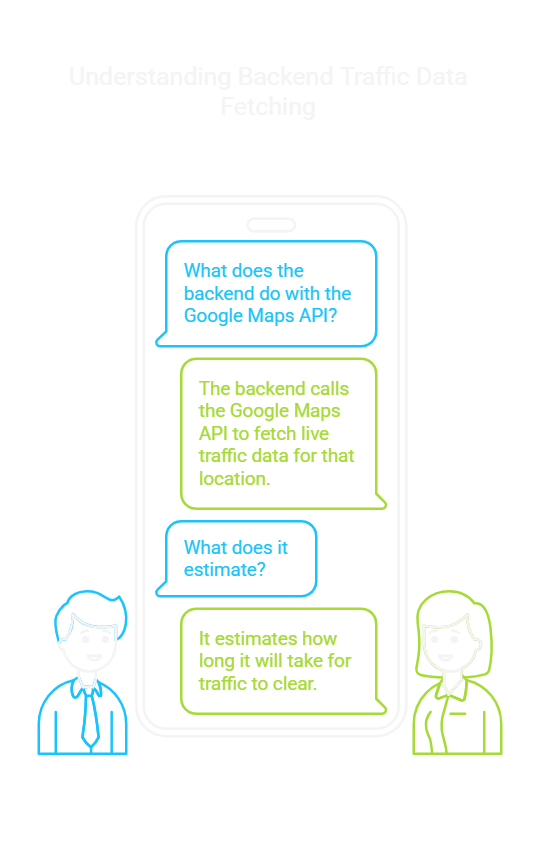 Understanding Backend Traffic Data
Fetching
What does the
backend do with the
Google Maps API?
The backend calls
the Google Maps
API to fetch live
traffic data for that
location.
What does it
estimate?
It estimates how
long it will take for
traffic to clear.